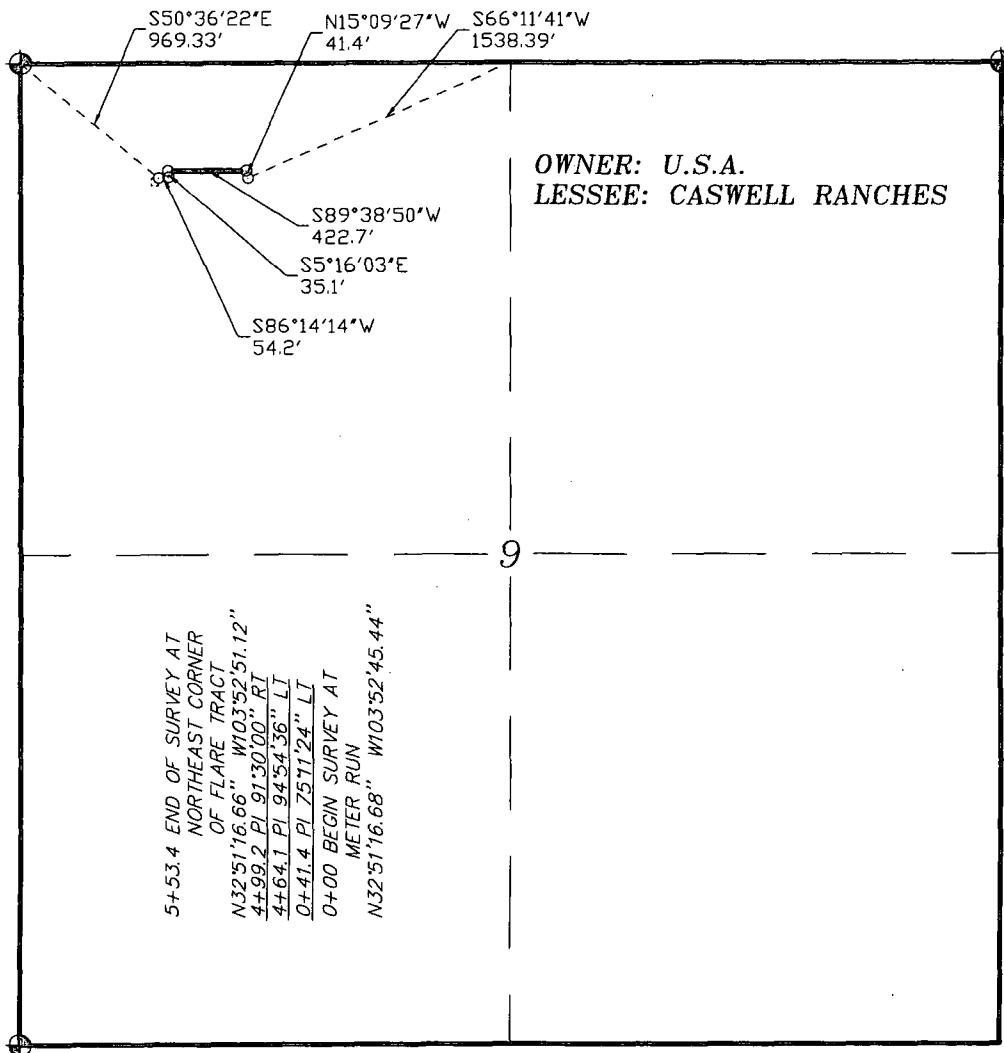 S50°36'22"E
969.33'
N15°09'27"W
41.4'
S66°11'41"W
1538.39'
OWNER: U.S.A.
LESSEE: CASWELL RANCHES
S89°38'50"W
422.7'
S5°16'03"E
35.1'
S86°14'14"W
54.2'
9
5+53.4 END OF SURVEY AT
NORTHEAST CORNER
OF FLARE TRACT
N32°51'16.66" W103°52'51.12"
4+99.2 PI 91°30'00" RT
4+64.1 PI 94°54'36" LT
0+41.4 PI 75°11'24" LT
0+00 BEGIN SURVEY AT
METER RUN
N32°51'16.68" W103°52'45.44"